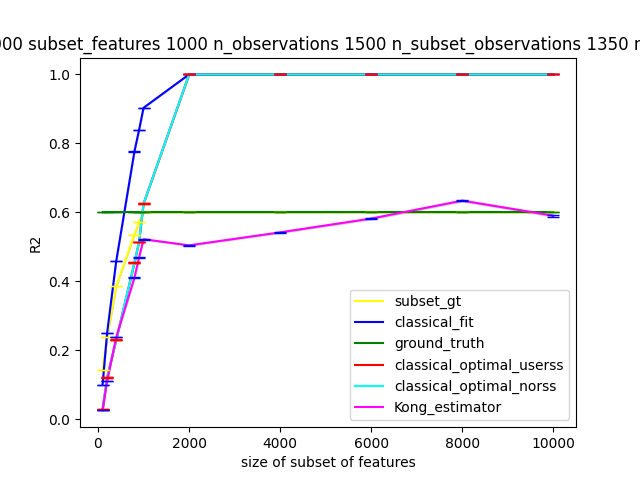 00 subset_features 1000 n_observations 1500 n_subset_observations 1350 n
1.0
0.8
0.6
0.4
0.2
0.0
R2
subset_gt
classical_fit
ground_truth
classical_optimal_userss
classical_optimal_norss
Kong_estimator
0 2000 4000 6000 8000 10000
size of subset of features